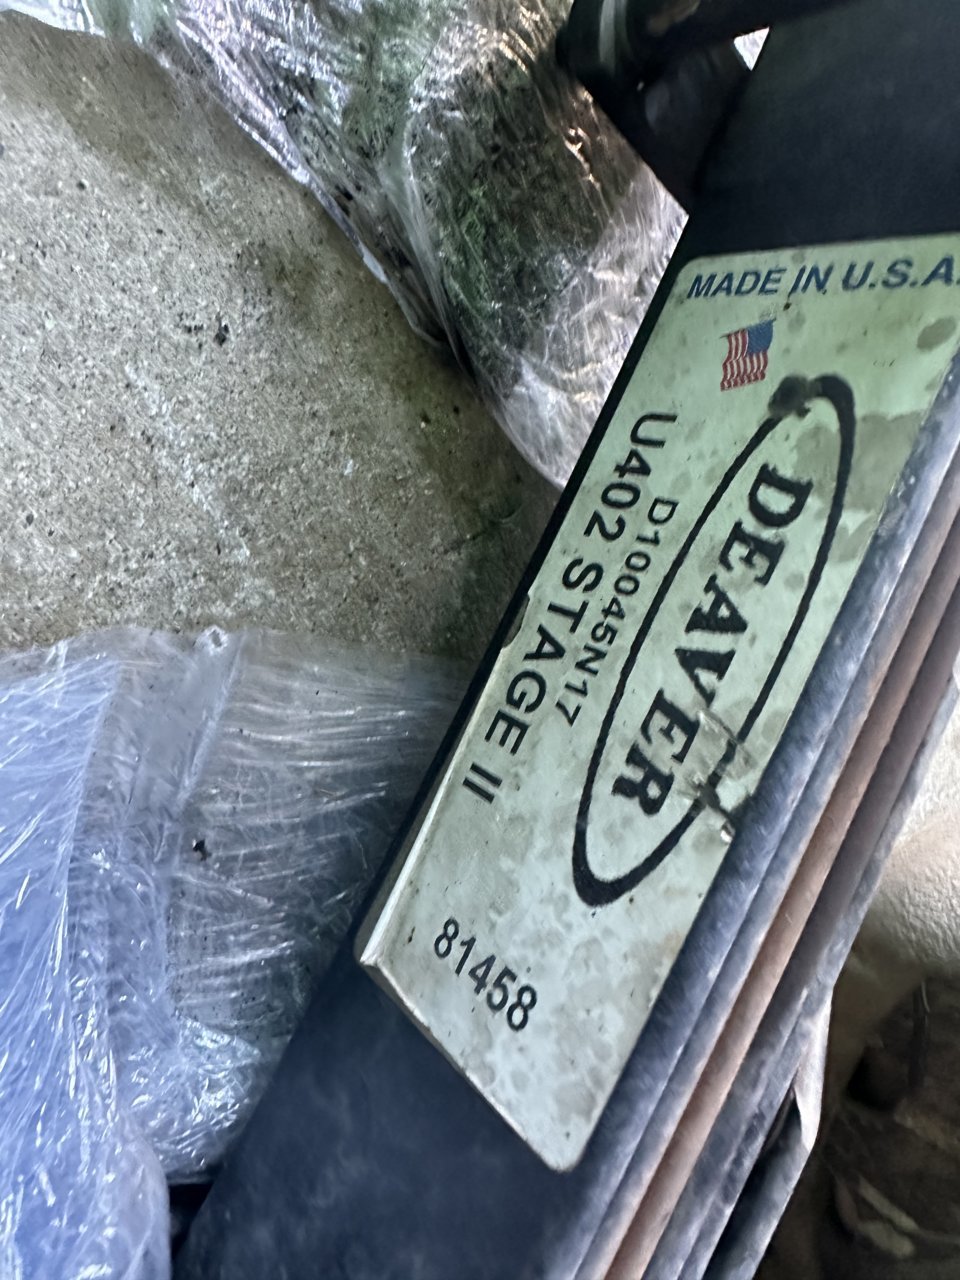 MADE IN U.S.A.
DEAVER
D10045N17
U402 STAGE II
81458